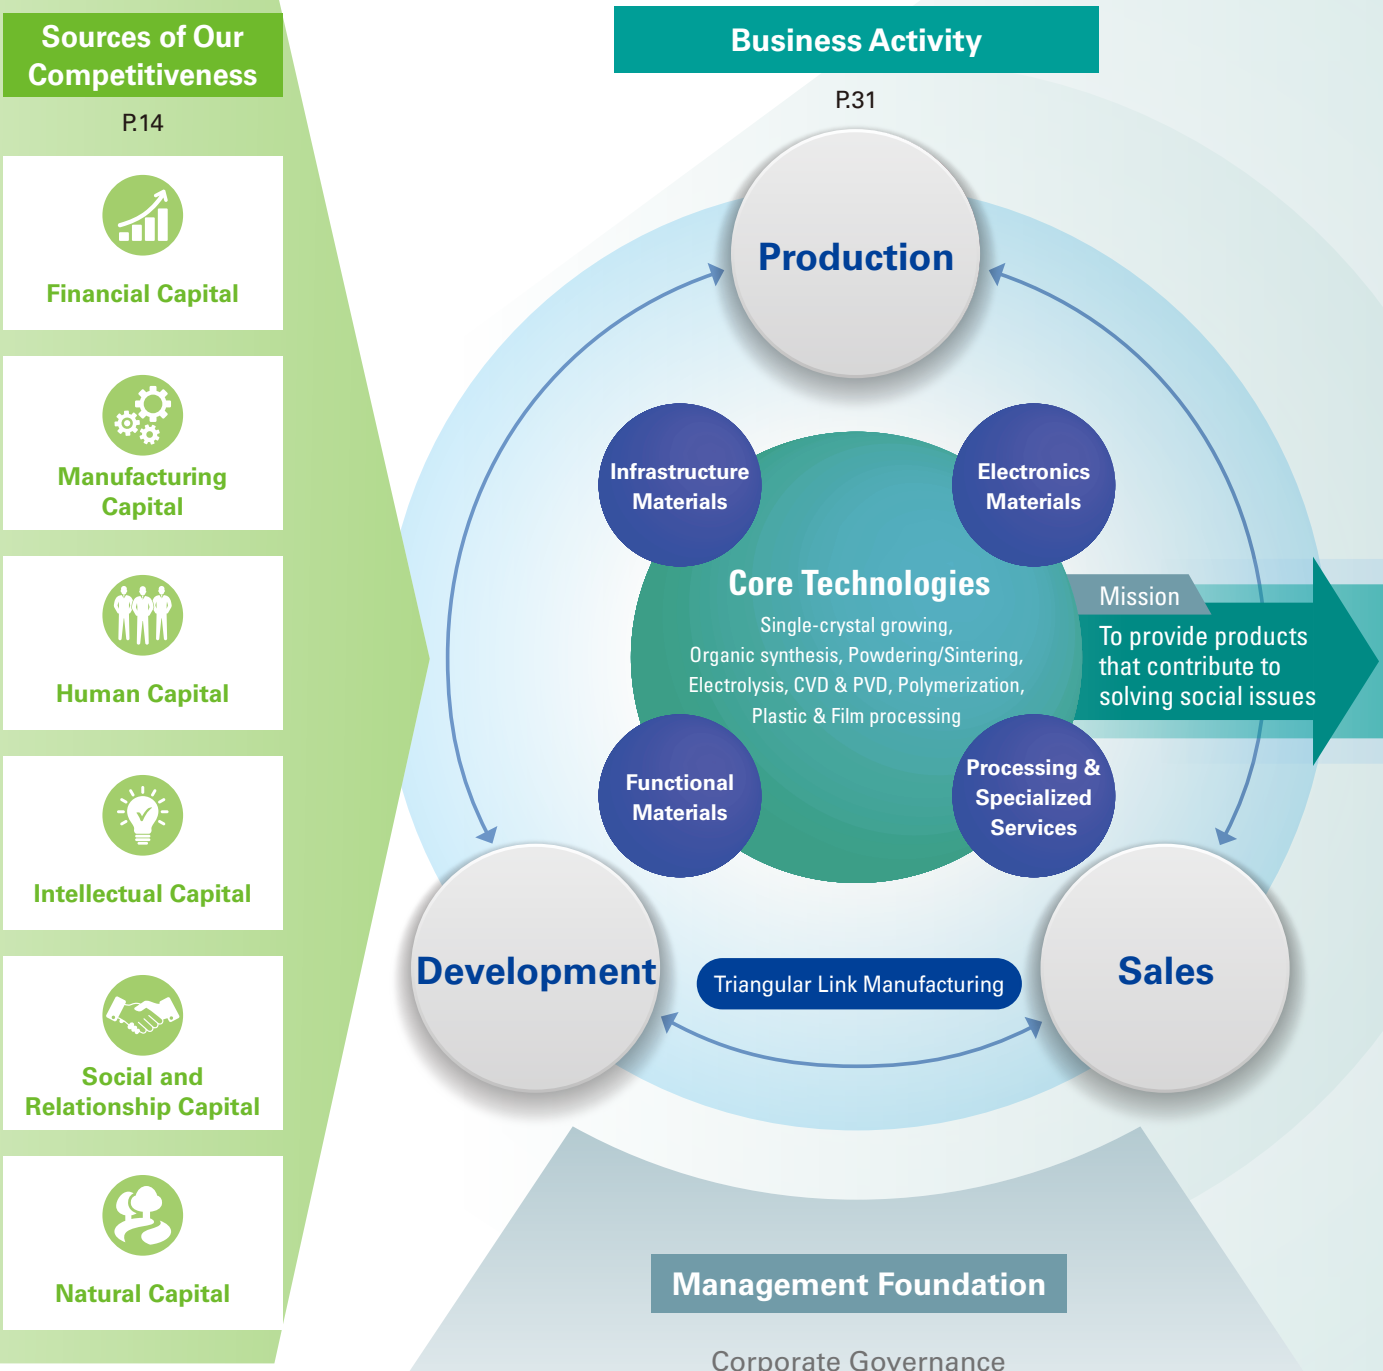 Sources of Our
Competitiveness
P.14
Financial Capital
Manufacturing
Capital
Human Capital
Intellectual Capital
Social and
Relationship Capital
Natural Capital
Business Activity
P.31
Production
Infrastructure
Materials
Electronics
Materials
Core Technologies
Single-crystal growing,
Organic synthesis, Powdering/Sintering,
Electrolysis, CVD & PVD, Polymerization,
Plastic & Film processing
Mission
To provide products
that contribute to
solving social issues
Functional
Materials
Processing &
Specialized
Services
Development
Triangular Link Manufacturing
Sales
Management Foundation
Corporate Governance